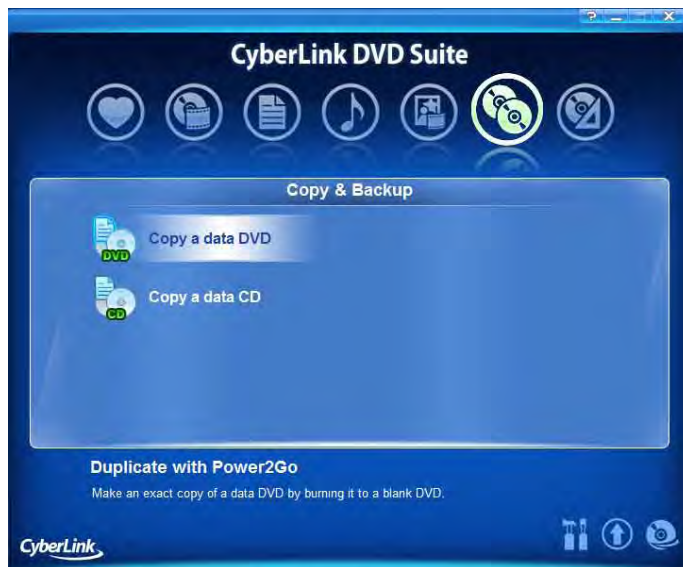 CyberLink DVD Suite
Copy & Backup
DVD
Copy a data DVD
CD
Copy a data CD
Duplicate with Power2Go
Make an exact copy of a data DVD by burning it to a blank DVD.
CyberLink